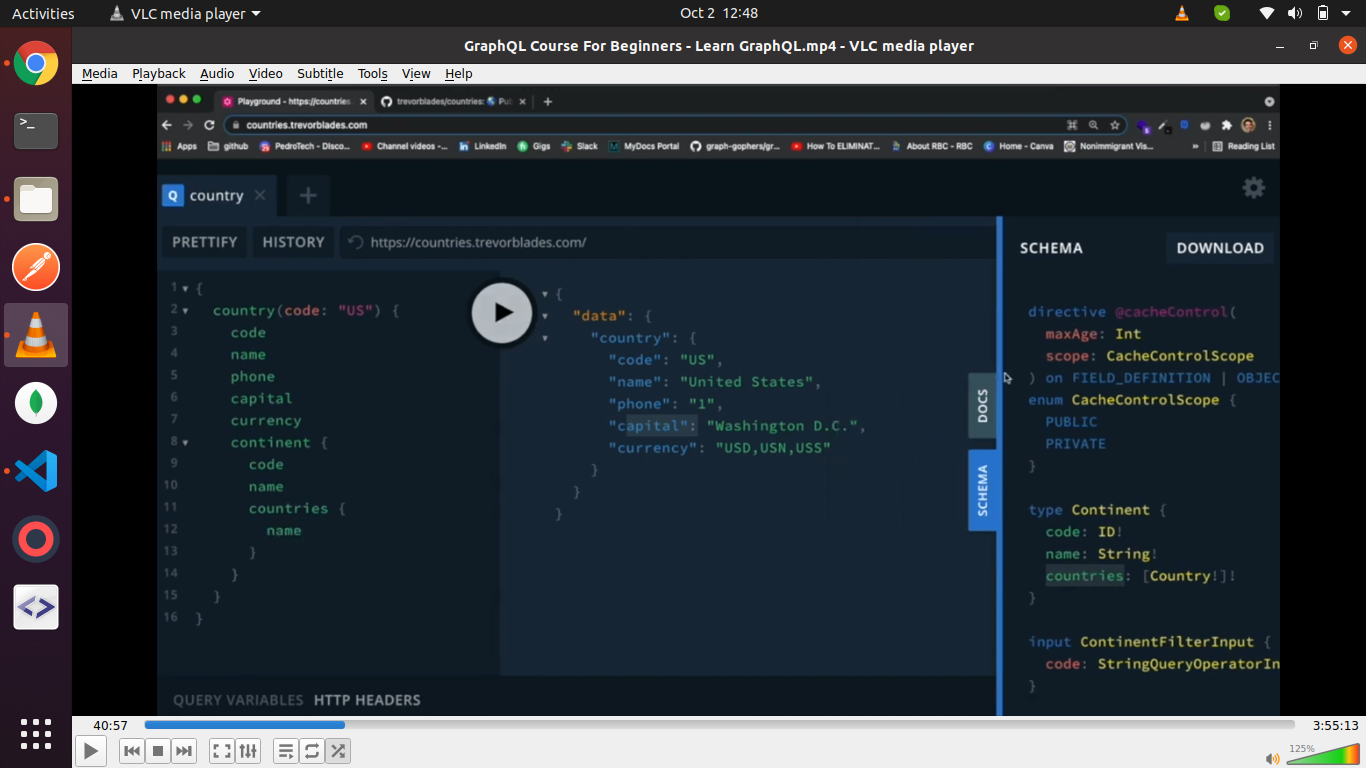 Activities VLC media player Oct 2 12:48
GraphQL Course For Beginners - Learn GraphQL.mp4 - VLC media player
Media Playback Audio Video Subtitle Tools View Help
Playground - https://countries. trevorblades/countries: Pu
countries.trevorblades.com
Apps github PedroTech - Disco... Channel videos -... LinkedIn Gigs Slack MyDocs Portal graph-gophers/gr... How To ELIMINAT... About RBC - RBC Home - Canva Nonimmigrant Vis... » Reading List
Q country
PRETTIFY HISTORY https://countries.trevorblades.com/
1 {
2 country(code: "US") {
3 code
4 name
5 phone
6 capital
7 currency
8 continent {
9 code
10 name
11 countries {
12 name
13 }
14 }
15 }
16 }
{
"data": {
"country": {
"code": "US",
"name": "United States",
"phone": "1",
"capital": "Washington D.C.",
"currency": "USD,USN,USS"
}
}
}
DOCS
SCHEMA
SCHEMA DOWNLOAD
directive @cacheControl(
maxAge: Int
scope: CacheControlScope
) on FIELD_DEFINITION | OBJEC
enum CacheControlScope {
PUBLIC
PRIVATE
}
type Continent {
code: ID!
name: String!
countries: [Country!]!
}
input ContinentFilterInput {
code: StringQueryOperatorIn
}
QUERY VARIABLES HTTP HEADERS
40:57 3:55:13
125%